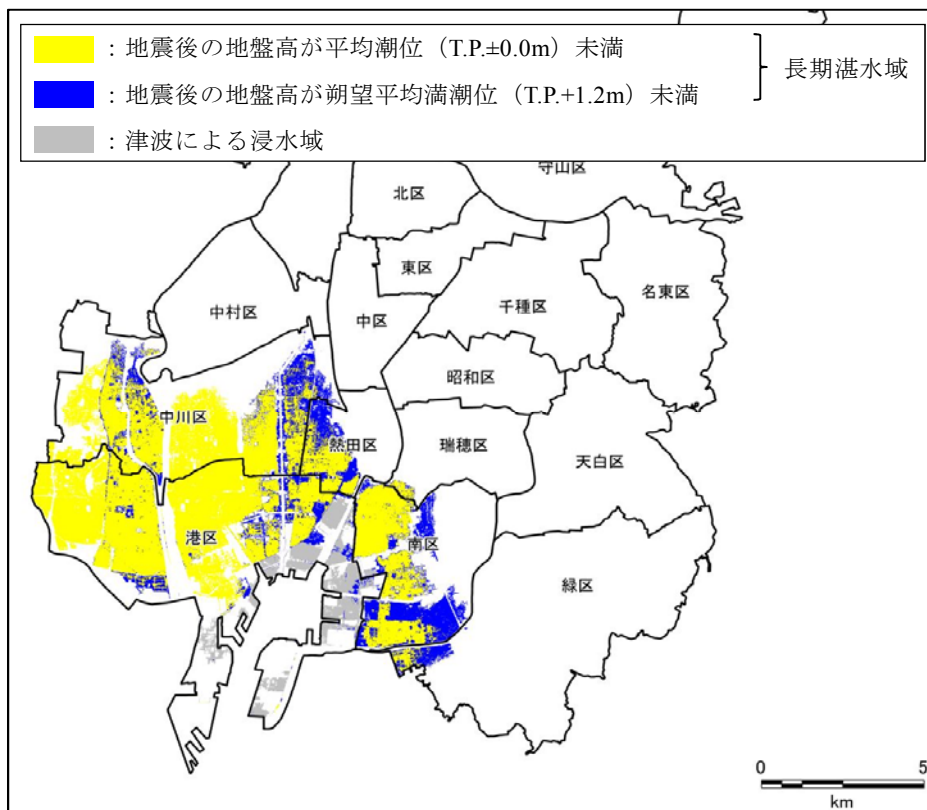 ：地震後の地盤高が平均潮位（T.P.±0.0m）未満
：地震後の地盤高が朔望平均満潮位（T.P.+1.2m）未満
長期湛水域
：津波による浸水域
守山区
北区
東区
名東区
千種区
中村区
中区
昭和区
中川区
熱田区
瑞穂区
天白区
港区
南区
緑区
0 5
km